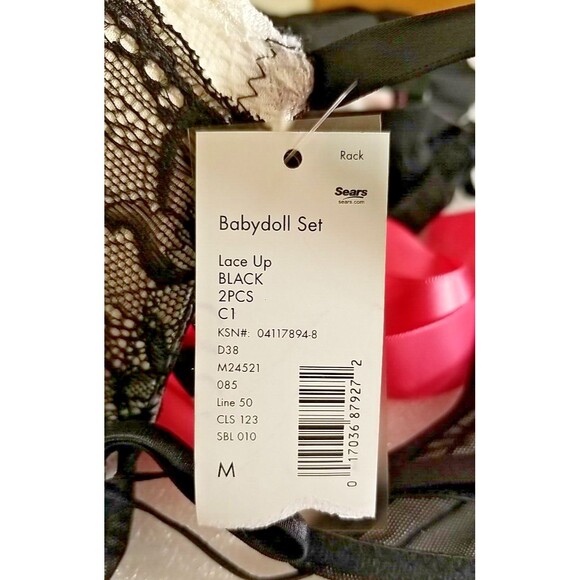 Rack
Sears
sears.com
Babydoll Set
Lace Up
BLACK
2PCS
C1
KSN#: 04117894-8
D38
M24521
085
Line 50
CLS 123
SBL 010
M
0 17036 87927 2